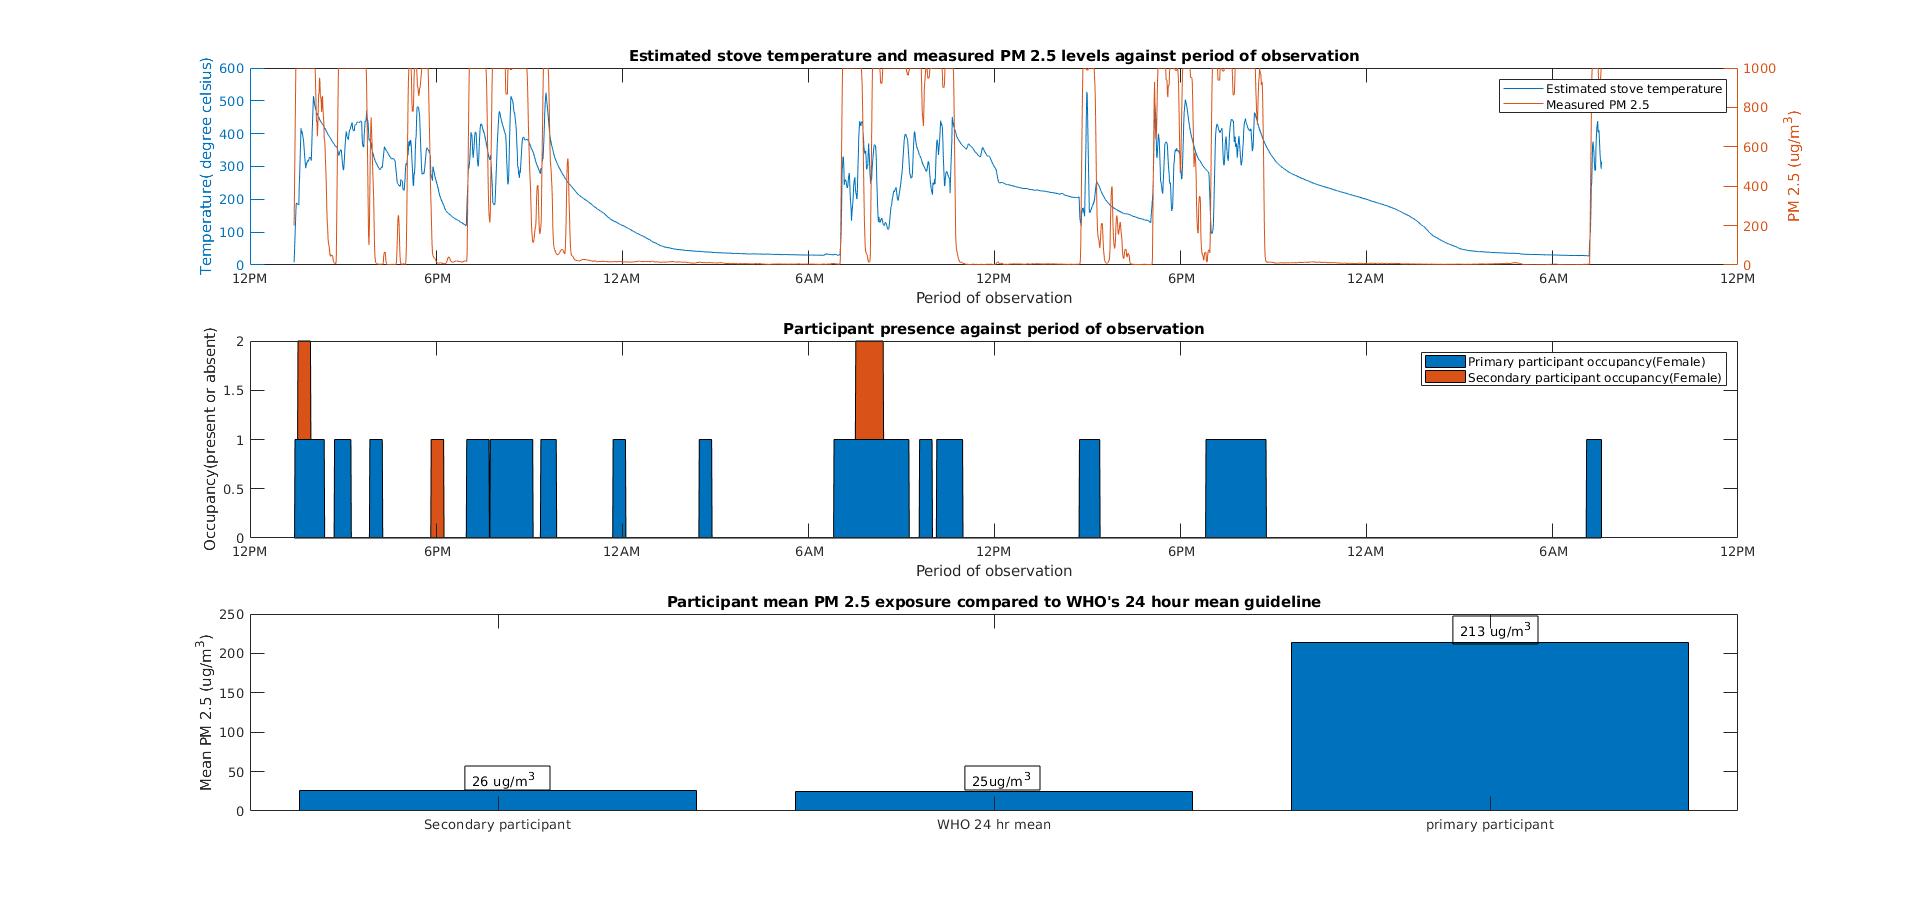 Estimated stove temperature and measured PM 2.5 levels against period of observation
Temperature( degree celsius)
600
500
400
300
200
100
0
1000
800
600
400
200
0
PM 2.5 (ug/m3)
Estimated stove temperature
Measured PM 2.5
12PM 6PM 12AM 6AM 12PM 6PM 12AM 6AM 12PM
Period of observation
Participant presence against period of observation
Occupancy(present or absent)
2
1.5
1
0.5
0
Primary participant occupancy(Female)
Secondary participant occupancy(Female)
12PM 6PM 12AM 6AM 12PM 6PM 12AM 6AM 12PM
Period of observation
Participant mean PM 2.5 exposure compared to WHO's 24 hour mean guideline
Mean PM 2.5 (ug/m3)
250
200
150
100
50
0
26 ug/m3
25ug/m3
213 ug/m3
Secondary participant WHO 24 hr mean primary participant